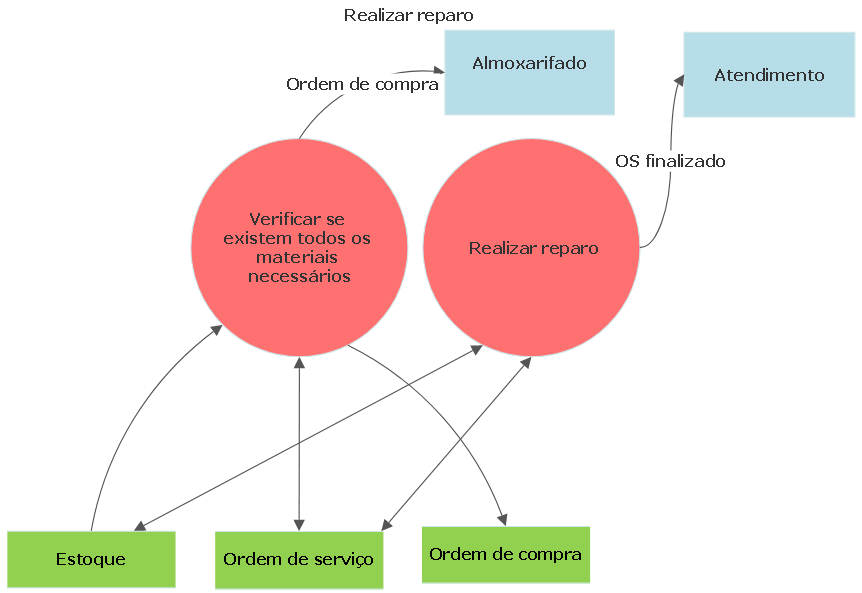 Realizar reparo
Almoxarifado
Atendimento
Ordem de compra
OS finalizado
Verificar se
existem todos os
materiais
necessários
Realizar reparo
Estoque
Ordem de serviço
Ordem de compra